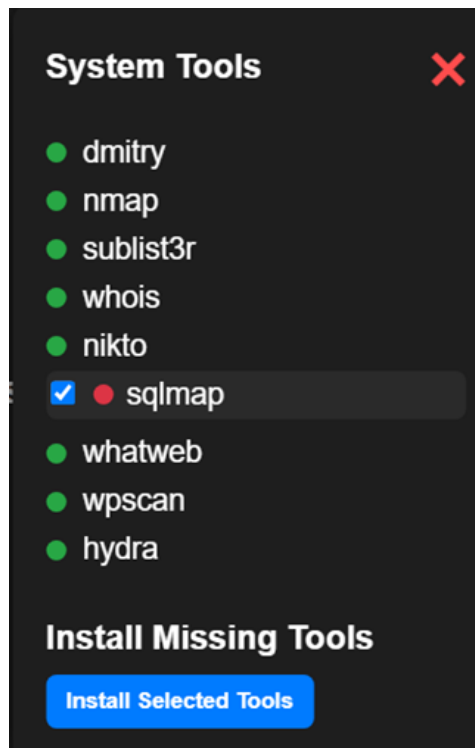 System Tools
dmitry
nmap
sublist3r
whois
nikto
sqlmap
whatweb
wpscan
hydra
Install Missing Tools
Install Selected Tools